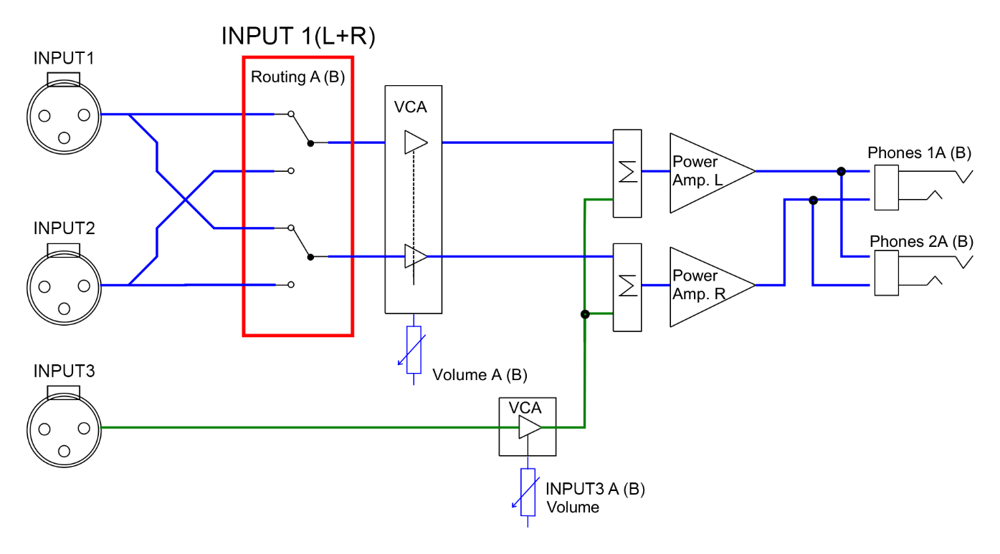 INPUT 1(L+R)
INPUT1
Routing A (B)
VCA
Σ
Power
Amp. L
Phones 1A (B)
INPUT2
Σ
Power
Amp. R
Phones 2A (B)
INPUT3
Volume A (B)
VCA
INPUT3 A (B)
Volume